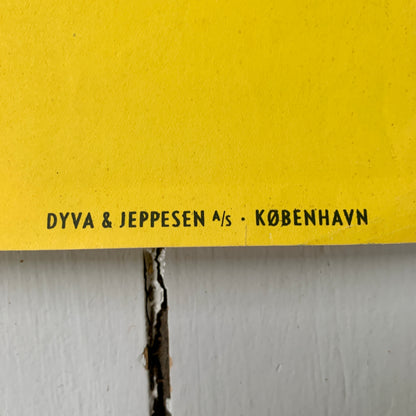 DYVA & JEPPESEN A/S · KØBENHAVN